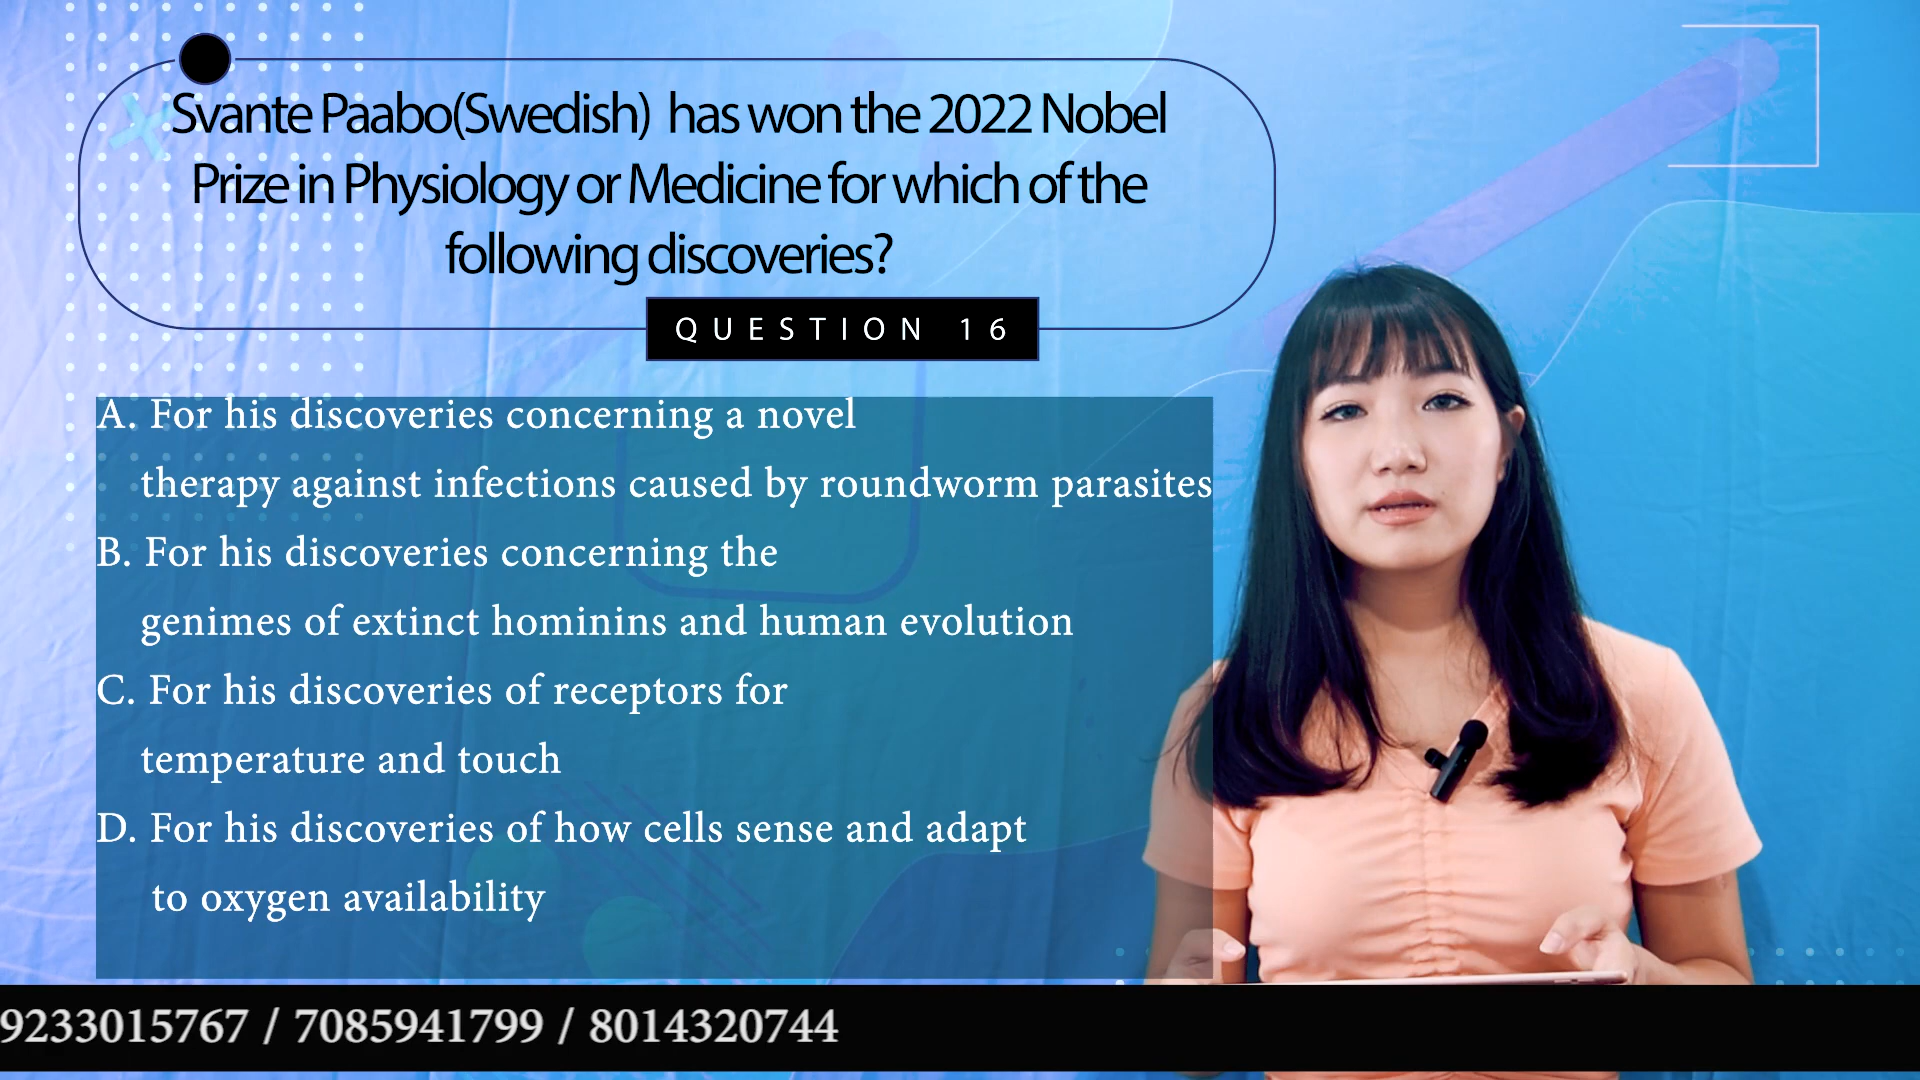 Svante Paabo(Swedish) has won the 2022 Nobel
Prize in Physiology or Medicine for which of the
following discoveries?
QUESTION 16
A. For his discoveries concerning a novel
therapy against infections caused by roundworm parasites
B. For his discoveries concerning the
genimes of extinct hominins and human evolution
C. For his discoveries of receptors for
temperature and touch
D. For his discoveries of how cells sense and adapt
to oxygen availability
9233015767 / 7085941799 / 8014320744